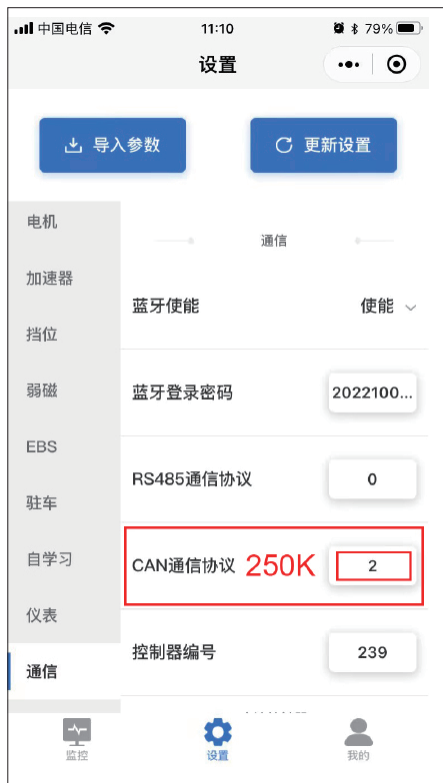 中国电信 11:10 79%
设置
导入参数 更新设置
电机
通信
加速器
蓝牙使能 使能
挡位
弱磁
蓝牙登录密码 2022100...
EBS
RS485通信协议 0
驻车
自学习
CAN通信协议 250K 2
仪表
控制器编号 239
通信
监控 设置 我的